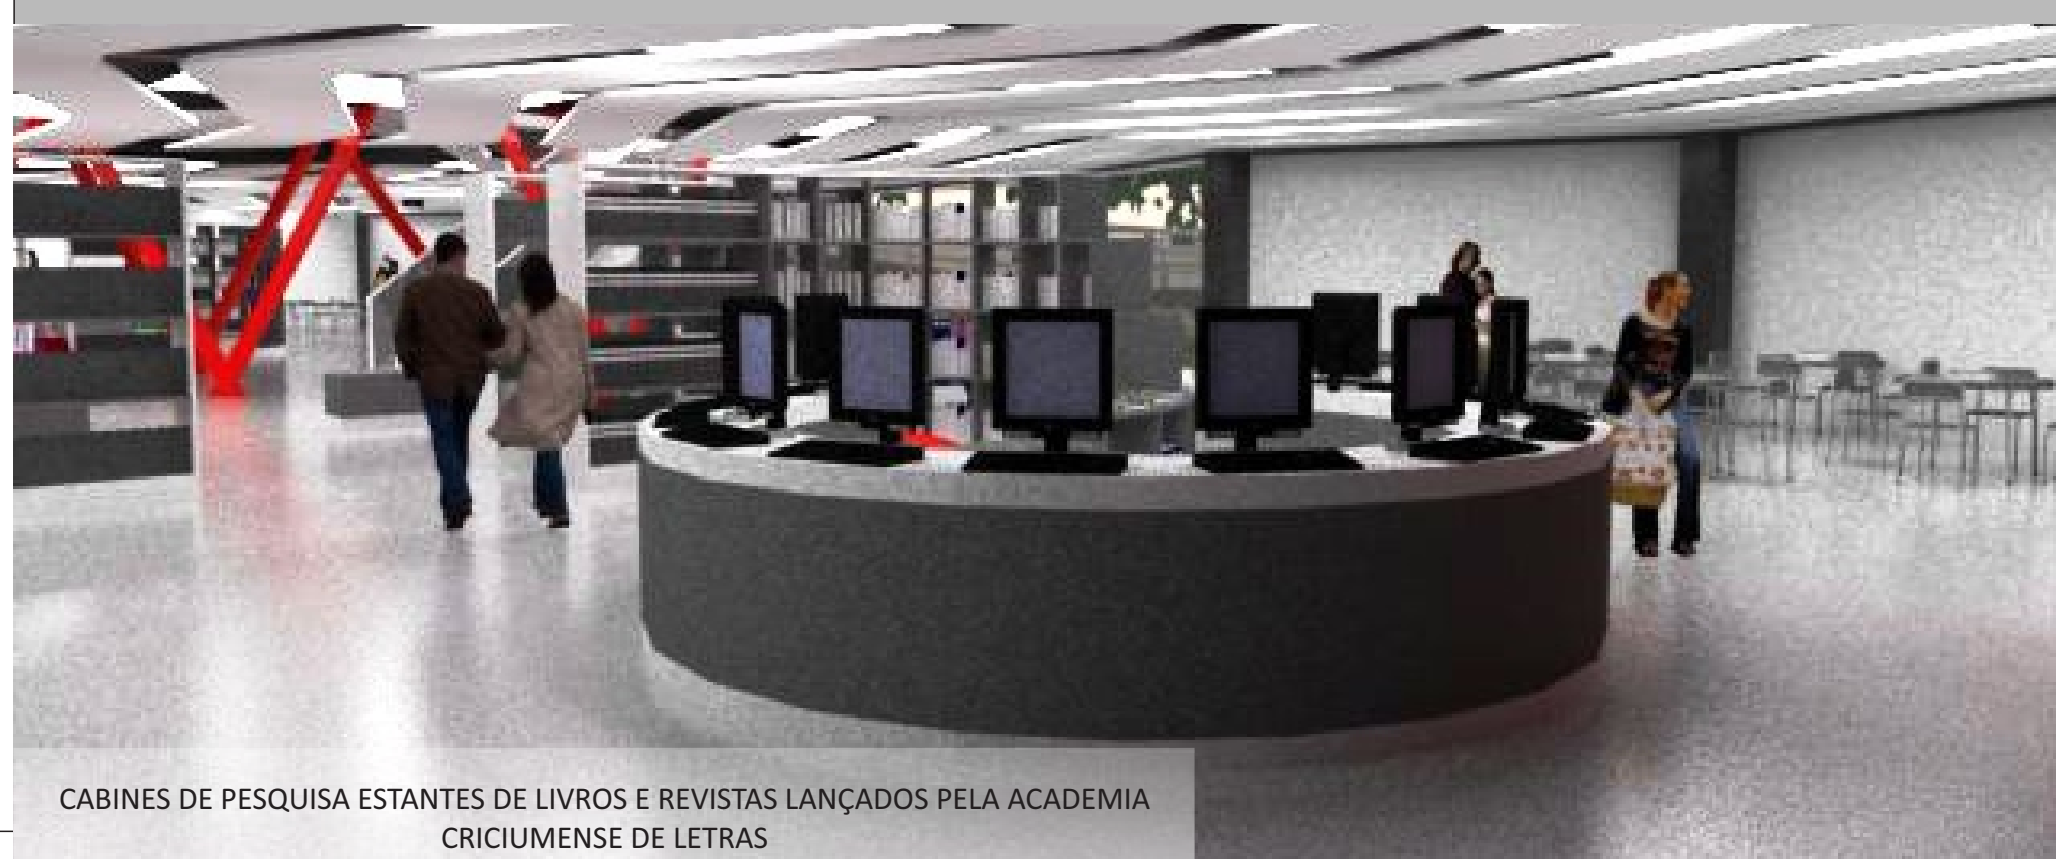 CABINES DE PESQUISA ESTANTES DE LIVROS E REVISTAS LANÇADOS PELA ACADEMIA
CRICIUMENSE DE LETRAS